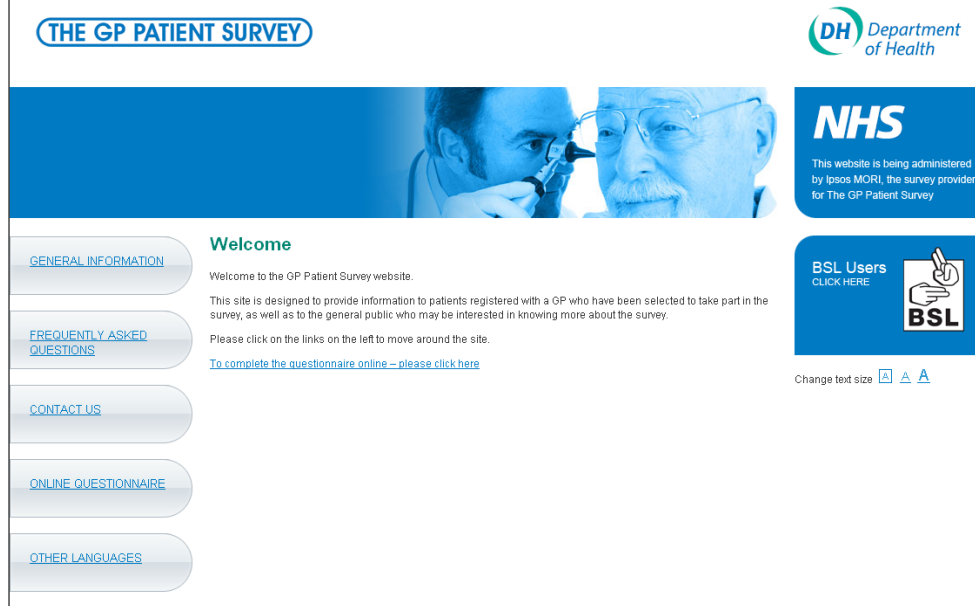 THE GP PATIENT SURVEY
DH Department
of Health
NHS
This website is being administered
by Ipsos MORI, the survey provider
for The GP Patient Survey
GENERAL INFORMATION
FREQUENTLY ASKED
QUESTIONS
CONTACT US
ONLINE QUESTIONNAIRE
OTHER LANGUAGES
Welcome
Welcome to the GP Patient Survey website.
This site is designed to provide information to patients registered with a GP who have been selected to take part in the
survey, as well as to the general public who may be interested in knowing more about the survey.
Please click on the links on the left to move around the site.
To complete the questionnaire online – please click here
BSL Users
CLICK HERE
BSL
Change text size A A A